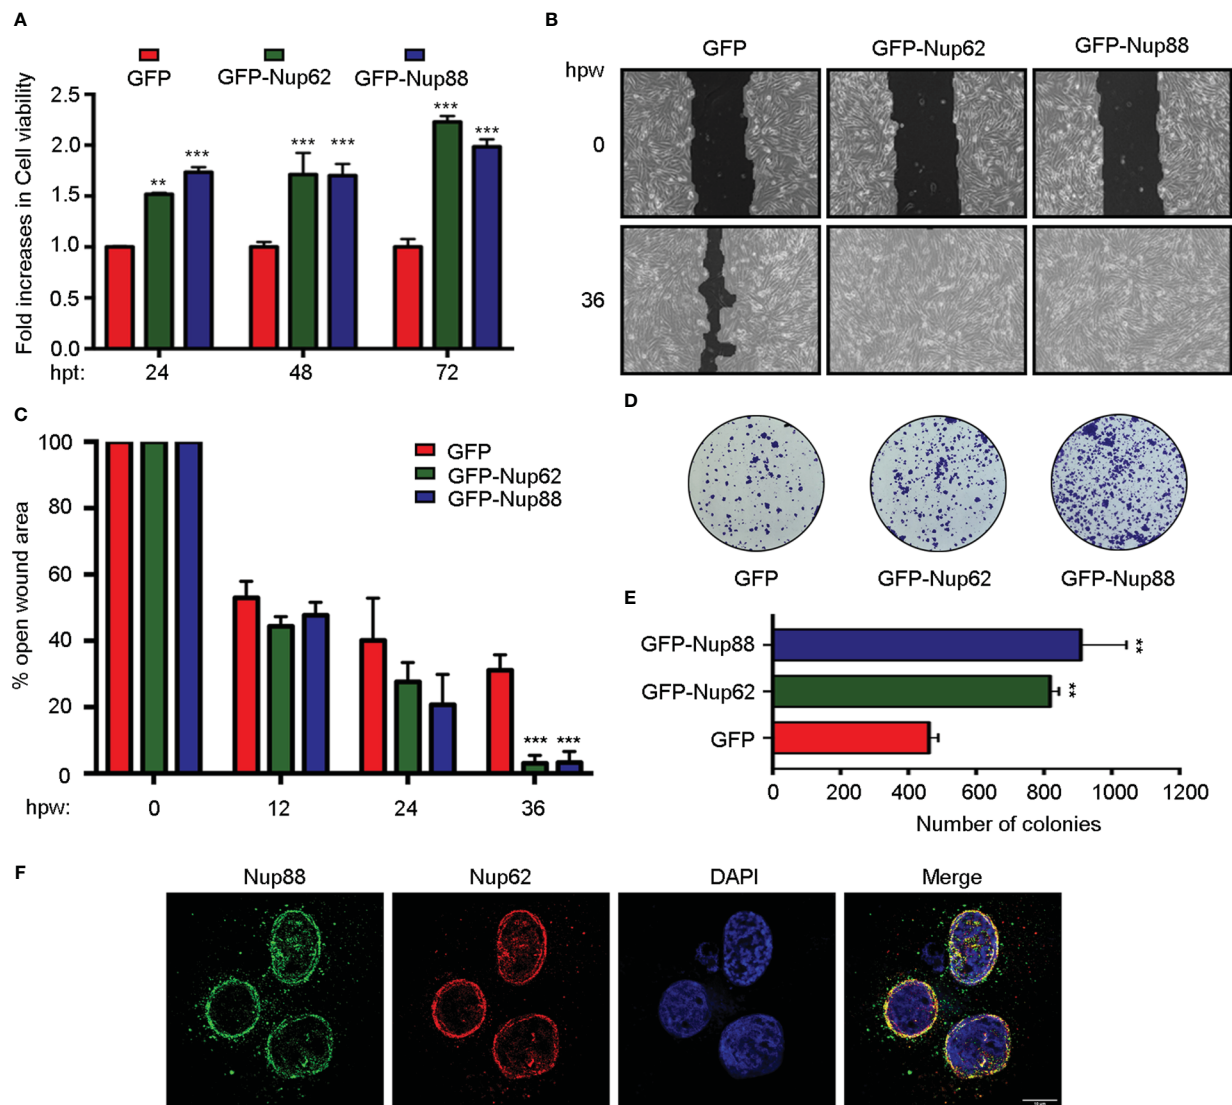 A
GFP
GFP-Nup62
GFP-Nup88
Fold increases in Cell viability
2.5
2.0
1.5
1.0
0.5
0.0
** ***
*** ***
*** ***
hpt: 24 48 72
B
GFP GFP-Nup62 GFP-Nup88
hpw
0
36
C
% open wound area
100
80
60
40
20
0
GFP
GFP-Nup62
GFP-Nup88
*** ***
hpw: 0 12 24 36
D
GFP GFP-Nup62 GFP-Nup88
E
GFP-Nup88 **
GFP-Nup62 **
GFP
0 200 400 600 800 1000 1200
Number of colonies
F
Nup88 Nup62 DAPI Merge